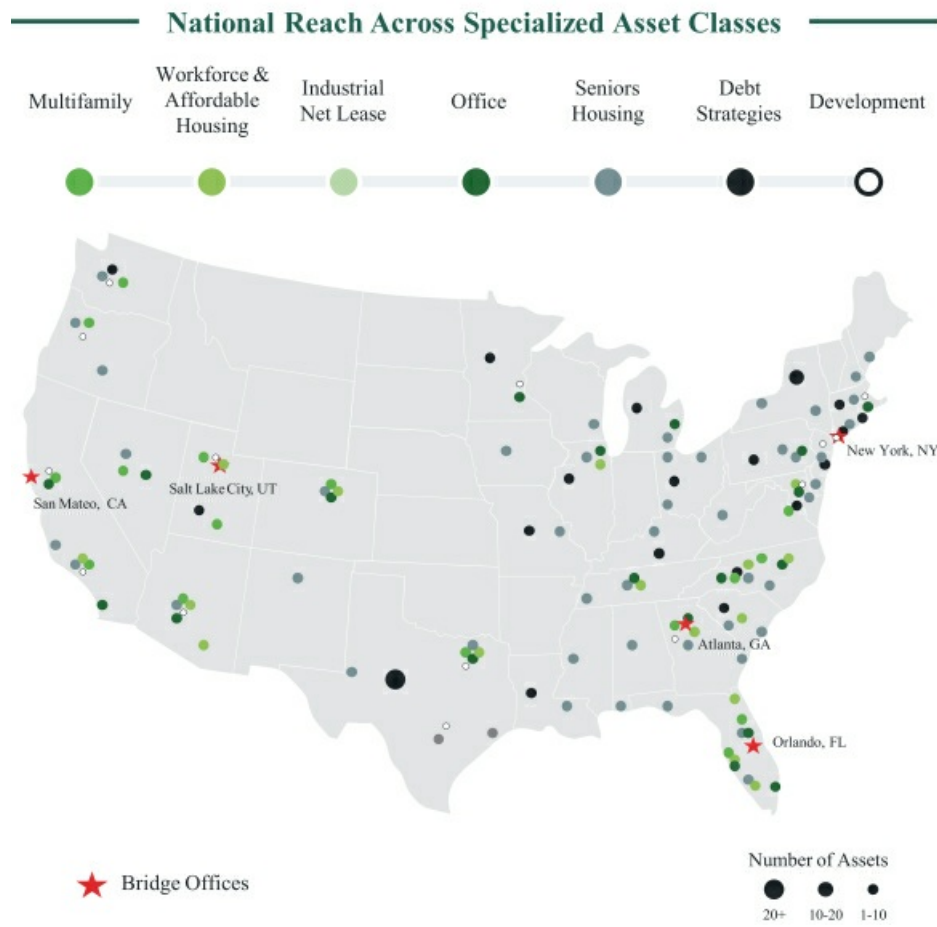 National Reach Across Specialized Asset Classes
Multifamily
Workforce &
Affordable
Housing
Industrial
Net Lease
Office
Seniors
Housing
Debt
Strategies
Development
New York, NY
San Mateo, CA
Salt Lake City, UT
Atlanta, GA
Orlando, FL
Bridge Offices
Number of Assets
20+ 10-20 1-10